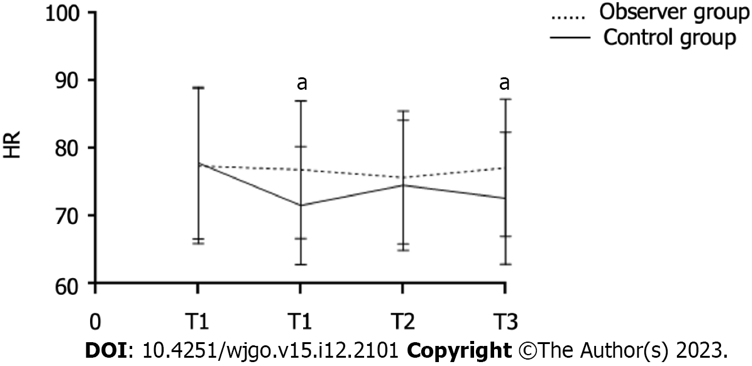 100
Observer group
Control group
90
a
a
80
HR
70
60
0
T1
T1
T2
T3
DOI: 10.4251/wjgo.v15.i12.2101 Copyright ©The Author(s) 2023.